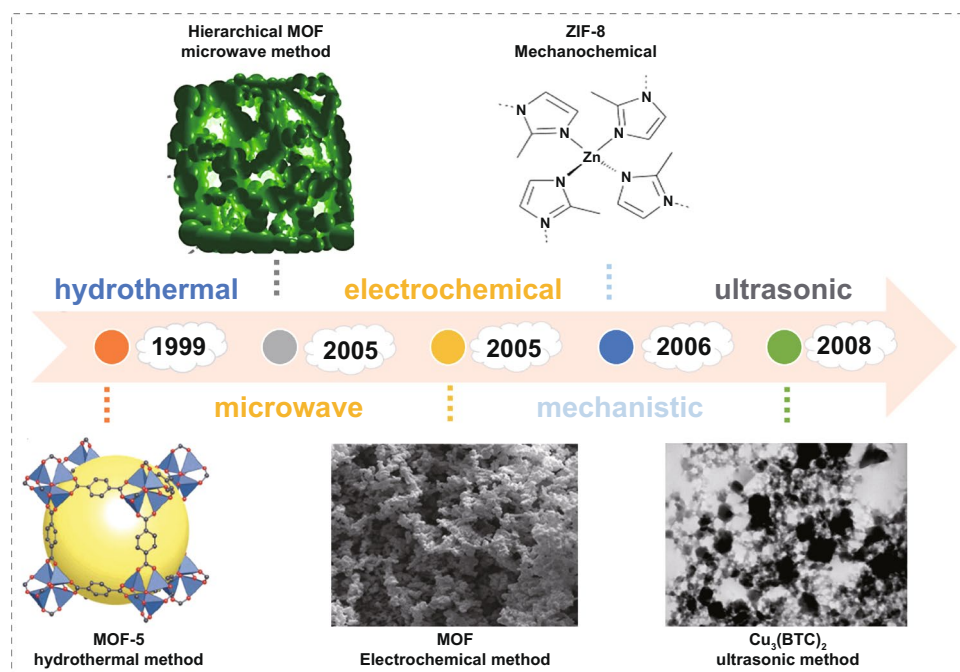 Hierarchical MOF
microwave method
ZIF-8
Mechanochemical
N
N
N
N
Zn
N
N
N
N
hydrothermal
electrochemical
ultrasonic
1999
2005
2005
2006
2008
microwave
mechanistic
MOF-5
hydrothermal method
MOF
Electrochemical method
Cu₃(BTC)₂
ultrasonic method